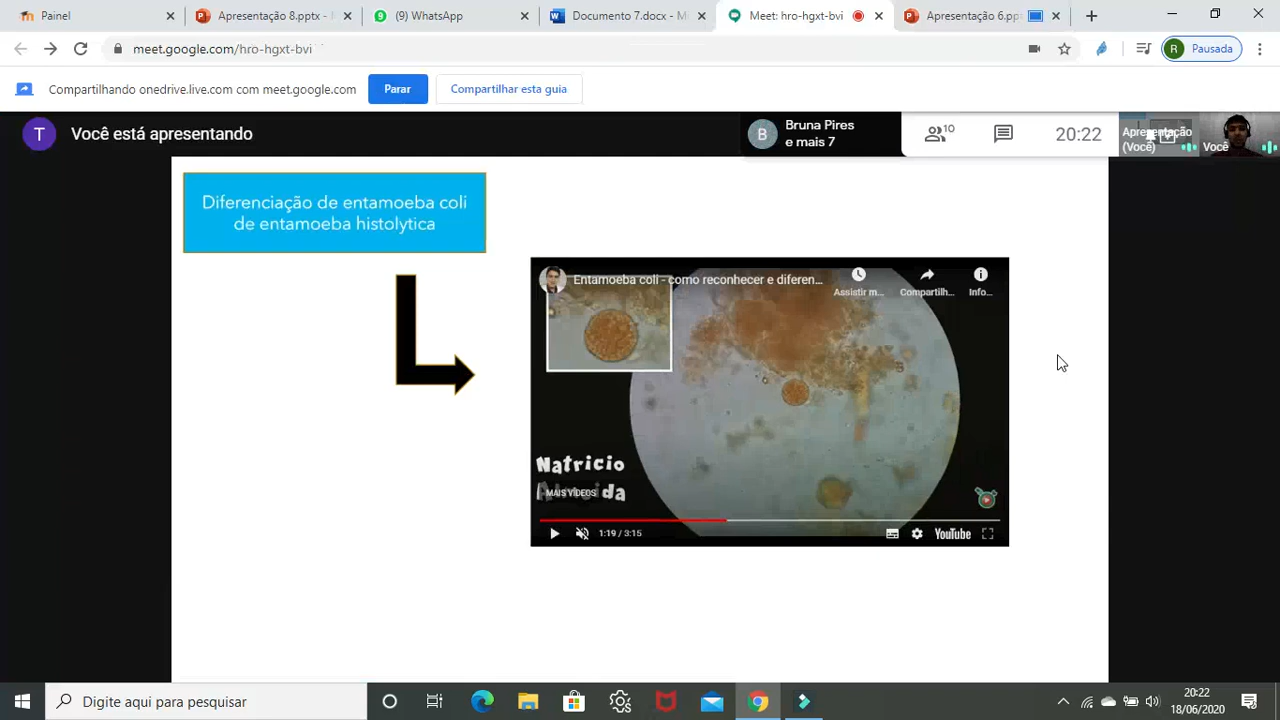 Painel
Apresentação 8.pptx - I
(9) WhatsApp
Documento 7.docx - M
Meet: hro-hgxt-bvi
Apresentação 6.pp
meet.google.com/hro-hgxt-bvi
R
Pausada
Compartilhando onedrive.live.com com meet.google.com
Parar
Compartilhar esta guia
T
Você está apresentando
B
Bruna Pires
e mais 7
10
20:22
Apresentação
(Você)
Você
Diferenciação de entamoeba coli
de entamoeba histolytica
Entamoeba coli - como reconhecer e diferen...
Assistir m...
Compartilh...
Info...
Natricio
MAIS VÍDEOS
1:19 / 3:15
YouTube
Digite aqui para pesquisar
20:22
18/06/2020